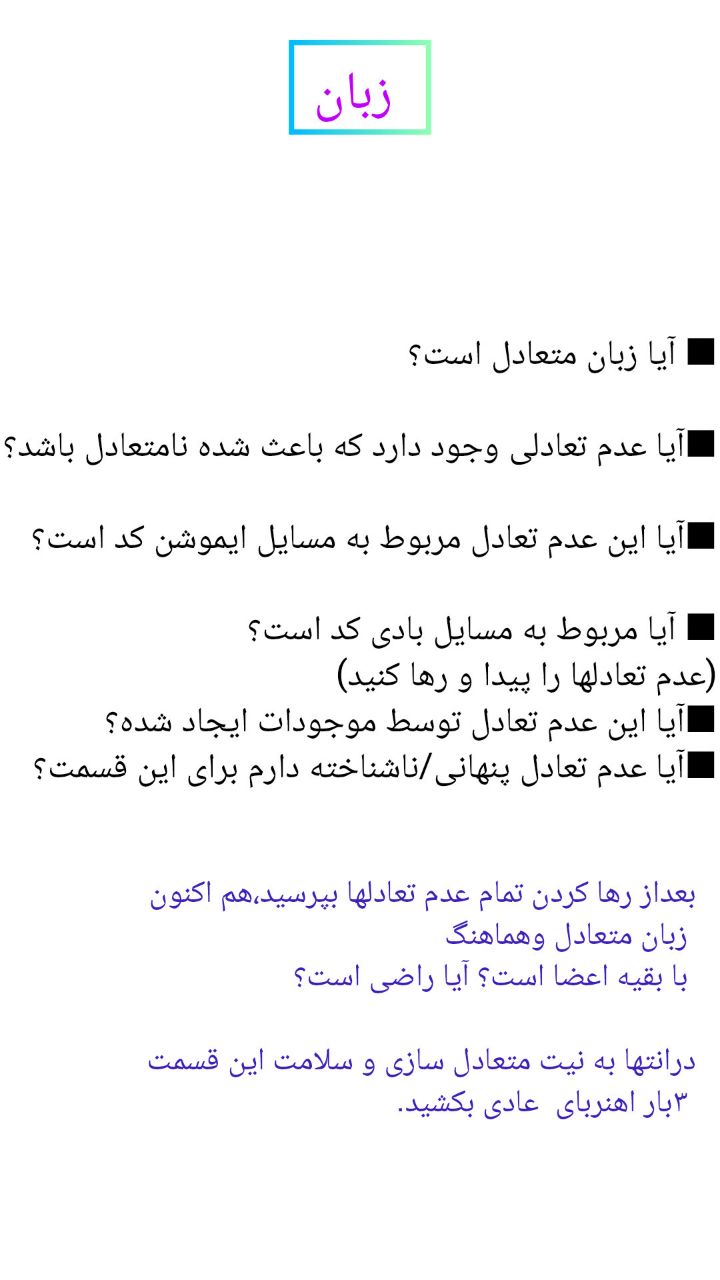 زبان
■ آیا زبان متعادل است؟
■آیا عدم تعادلی وجود دارد که باعث شده نامتعادل باشد؟
■آیا این عدم تعادل مربوط به مسایل ایموشن کد است؟
■ آیا مربوط به مسایل بادی کد است؟
(عدم تعادلها را پیدا و رها کنید)
■آیا این عدم تعادل توسط موجودات ایجاد شده؟
■آیا عدم تعادل پنهانی/ناشناخته دارم برای این قسمت؟
بعداز رها کردن تمام عدم تعادلها بپرسید،هم اکنون
زبان متعادل وهماهنگ
با بقیه اعضا است؟ آیا راضی است؟
درانتها به نیت متعادل سازی و سلامت این قسمت
۳بار اهنربای عادی بکشید.